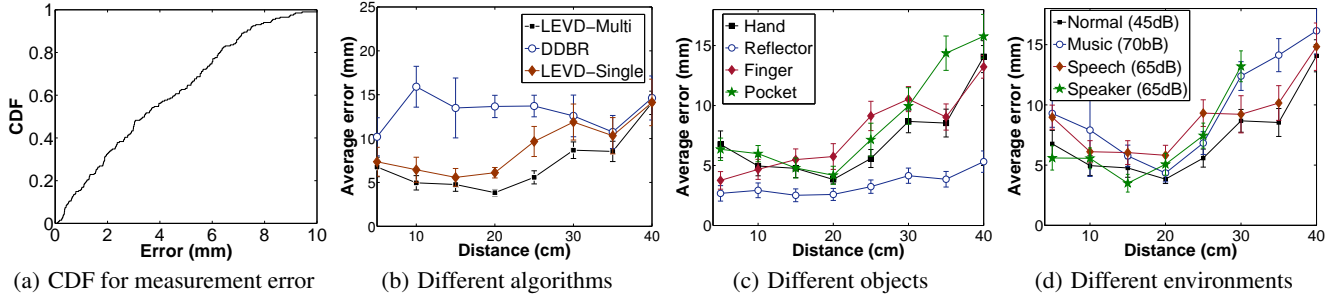 CDF
1
0.8
0.6
0.4
0.2
0
0 2 4 6 8 10
Error (mm)
(a) CDF for measurement error
Average error (mm)
25
20
15
10
5
0
LEVD−Multi
DDBR
LEVD−Single
10 20 30 40
Distance (cm)
(b) Different algorithms
Average error (mm)
15
10
5
0
Hand
Reflector
Finger
Pocket
10 20 30 40
Distance (cm)
(c) Different objects
Average error (mm)
15
10
5
0
Normal (45dB)
Music (70bB)
Speech (65dB)
Speaker (65dB)
10 20 30 40
Distance (cm)
(d) Different environments